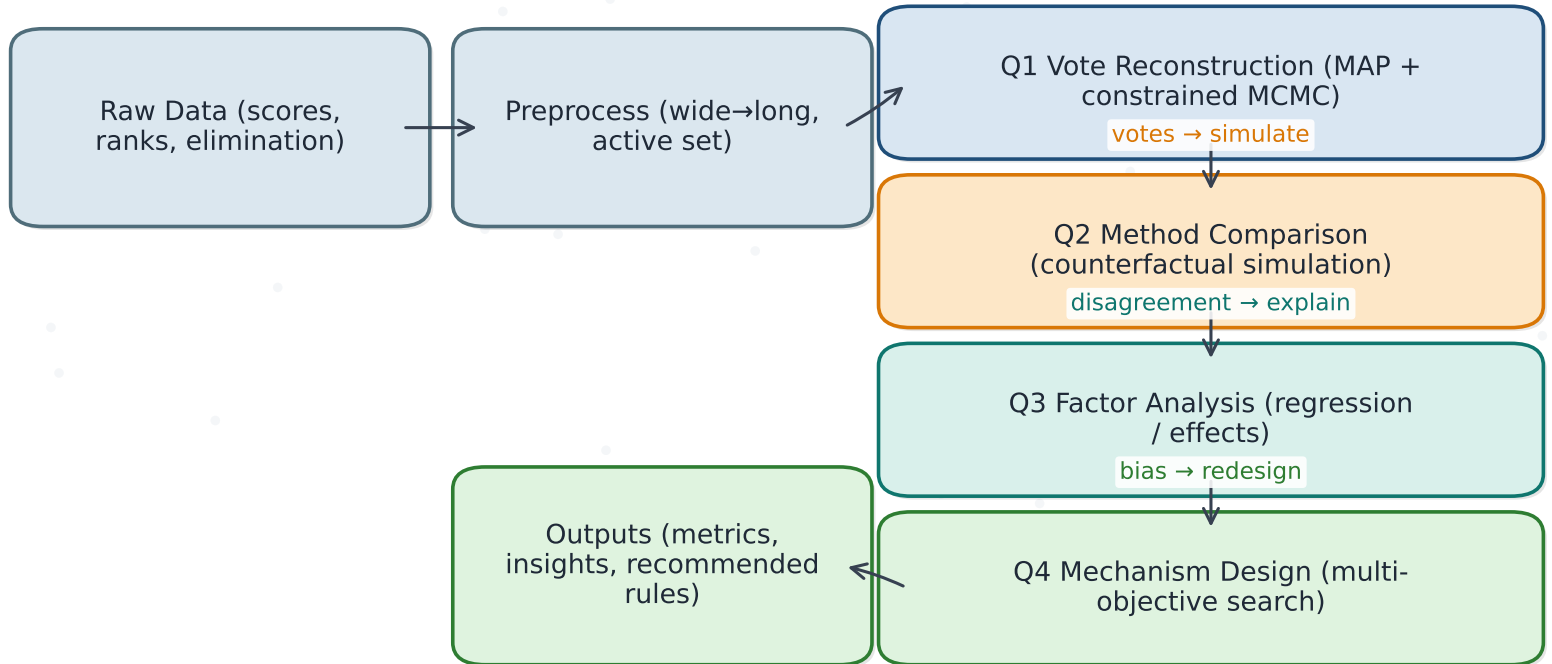 Raw Data (scores,
ranks, elimination)
Preprocess (wide→long,
active set)
Q1 Vote Reconstruction (MAP +
constrained MCMC)
votes → simulate
Q2 Method Comparison
(counterfactual simulation)
disagreement → explain
Q3 Factor Analysis (regression
/ effects)
bias → redesign
Q4 Mechanism Design (multi-
objective search)
Outputs (metrics,
insights, recommended
rules)